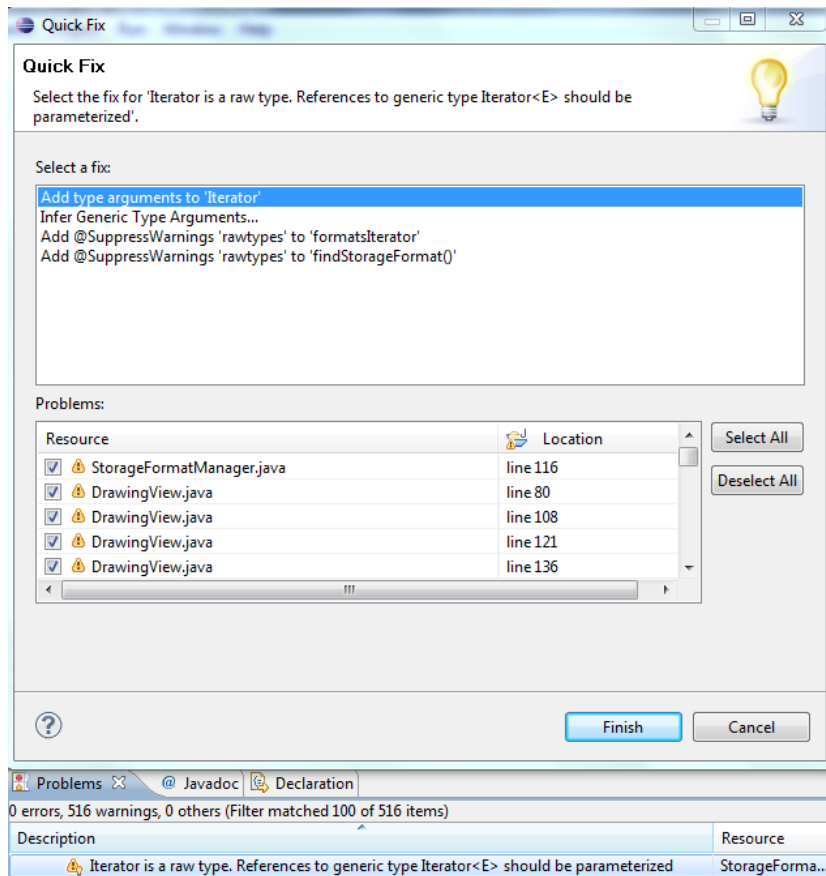 Quick Fix
Quick Fix
Select the fix for 'Iterator is a raw type. References to generic type Iterator<E> should be
parameterized'.
Select a fix:
Add type arguments to 'Iterator'
Infer Generic Type Arguments...
Add @SuppressWarnings 'rawtypes' to 'formatsIterator'
Add @SuppressWarnings 'rawtypes' to 'findStorageFormat()'
Problems:
Resource Location
StorageFormatManager.java line 116
DrawingView.java line 80
DrawingView.java line 108
DrawingView.java line 121
DrawingView.java line 136
Select All
Deselect All
?
Finish Cancel
Problems @ Javadoc Declaration
0 errors, 516 warnings, 0 others (Filter matched 100 of 516 items)
Description Resource
Iterator is a raw type. References to generic type Iterator<E> should be parameterized StorageForma...